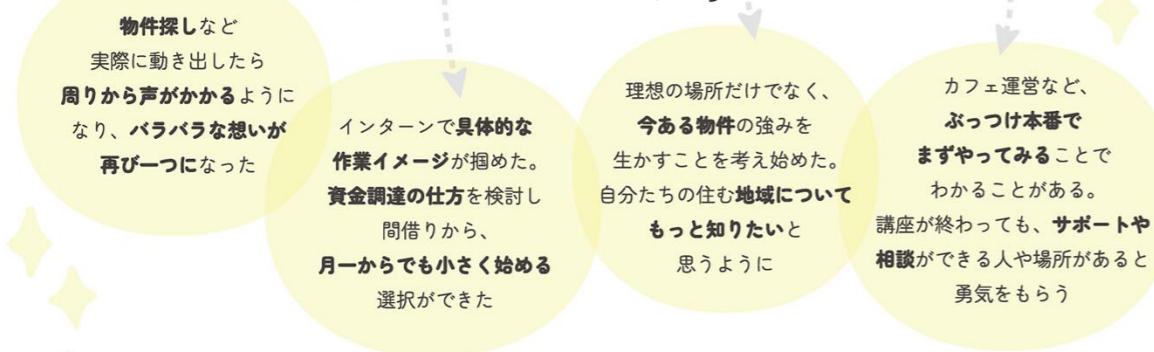 物件探しなど
実際に動き出したら
周りから声がかかるように
なり、バラバラな想いが
再び一つになった
インターンで具体的な
作業イメージが掴めた。
資金調達の仕方を検討し
間借りから、
月一からでも小さく始める
選択ができた
理想の場所だけでなく、
今ある物件の強みを
生かすことを考え始めた。
自分たちの住む地域について
もっと知りたいと
思うように
カフェ運営など、
ぶっつけ本番で
まずやってみることで
わかることがある。
講座が終わっても、サポートや
相談ができる人や場所があると
勇気をもらう